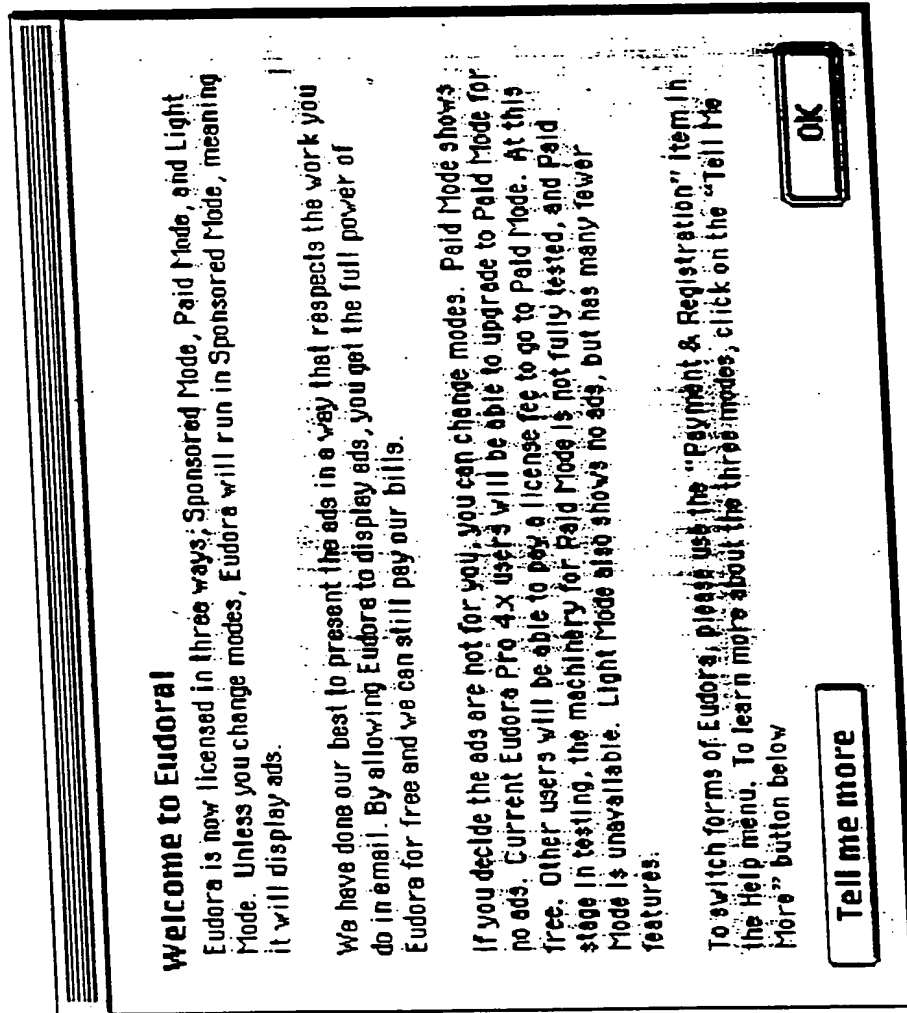 Welcome to Eudora!
Eudora is now licensed in three ways; Sponsored Mode, Paid Mode, and Light
Mode. Unless you change modes, Eudora will run in Sponsored Mode, meaning
it will display ads.
We have done our best to present the ads in a way that respects the work you
do in email. By allowing Eudora to display ads, you get the full power of
Eudora for free and we can still pay our bills.
If you decide the ads are not for you, you can change modes. Paid Mode shows
no ads. Current Eudora Pro 4.x users will be able to upgrade to Paid Mode for
free. Other users will be able to pay a license fee to go to Paid Mode. At this
stage in testing, the machinery for Paid Mode is not fully tested, and Paid
Mode is unavailable. Light Mode also shows no ads, but has many fewer
features.
To switch forms of Eudora, please use the "Payment & Registration" item in
the Help menu. To learn more about the three modes, click on the "Tell Me
More" button below
Tell me more
OK